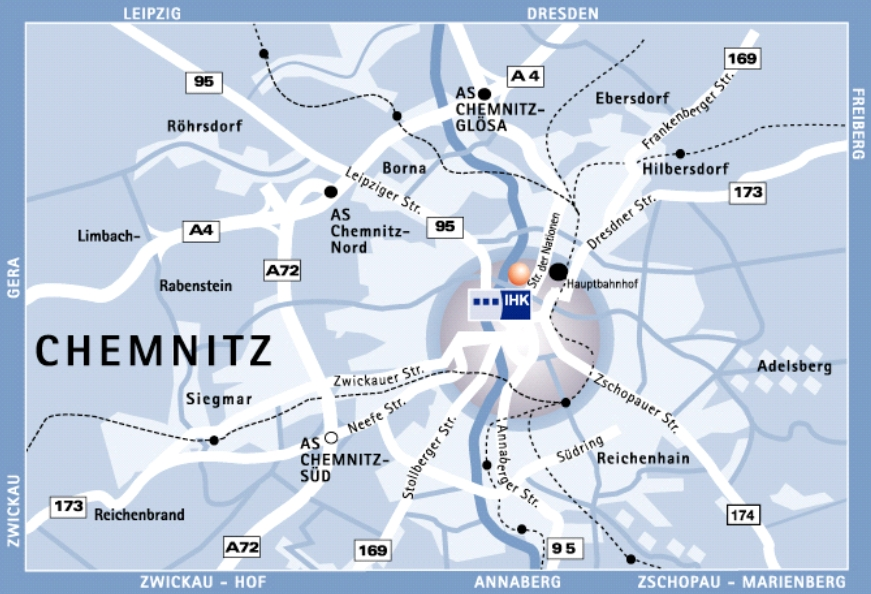 LEIPZIG
DRESDEN
A 4
169
95
AS
CHEMNITZ-
GLÖSA
Ebersdorf
Frankenberger Str.
FREIBERG
Röhrsdorf
Borna
Hilbersdorf
Leipziger Str.
173
AS
Chemnitz-
Nord
Dresdner Str.
95
Limbach-
A4
Str. der Nationen
A72
GERA
Rabenstein
Hauptbahnhof
IHK
CHEMNITZ
Zwickauer Str.
Adelsberg
Siegmar
Neefe Str.
Zschopauer Str.
AS
CHEMNITZ-
SÜD
Stollberger Str.
Annaberger Str.
Südring
Reichenhain
ZWICKAU
173
Reichenbrand
174
A72
169
95
ZWICKAU - HOF
ANNABERG
ZSCHOPAU - MARIENBERG